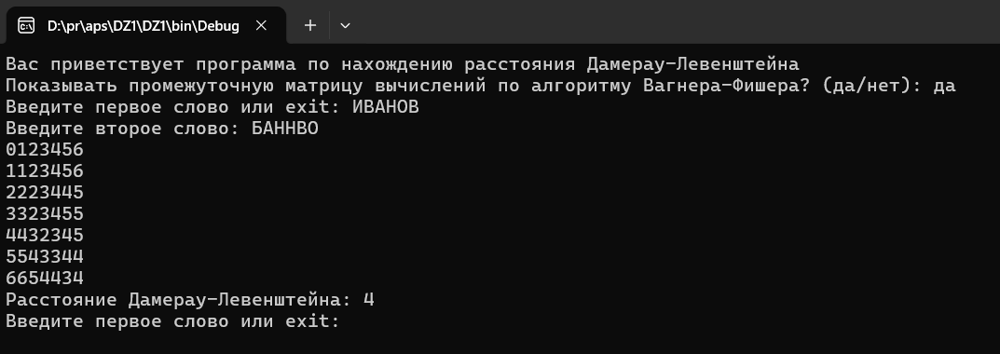 D:\pr\aps\DZ1\DZ1\bin\Debug
Вас приветствует программа по нахождению расстояния Дамерау-Левенштейна
Показывать промежуточную матрицу вычислений по алгоритму Вагнера-Фишера? (да/нет): да
Введите первое слово или exit: ИВАНОВ
Введите второе слово: БАННВО
0123456
1123456
2223445
3323455
4432345
5543344
6654434
Расстояние Дамерау-Левенштейна: 4
Введите первое слово или exit: